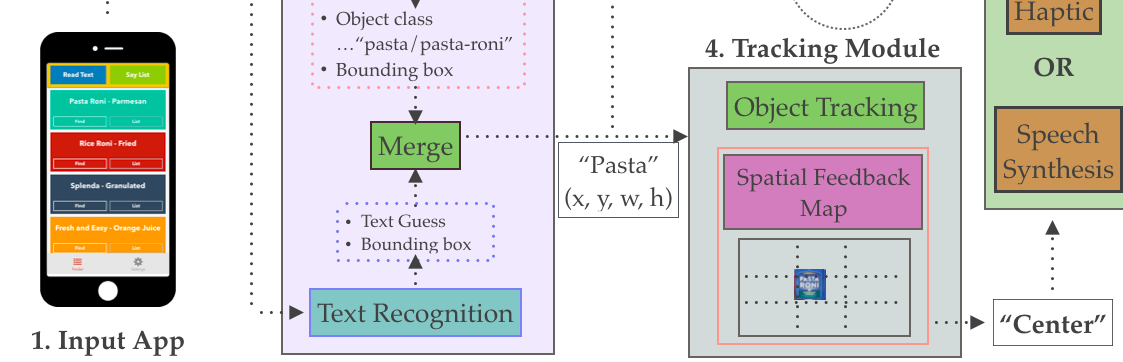 Read Text
Say List
Pasta Roni - Parmesan
Find
List
Rice Roni - Fried
Find
List
Splenda - Granulated
Find
List
Fresh and Easy - Orange Juice
Find
List
Finder
Settings
1. Input App
• Object class
…“pasta/pasta-roni”
• Bounding box
Merge
• Text Guess
• Bounding box
Text Recognition
“Pasta”
(x, y, w, h)
4. Tracking Module
Object Tracking
Spatial Feedback
Map
PASTA
RONI
“Center”
Haptic
OR
Speech
Synthesis